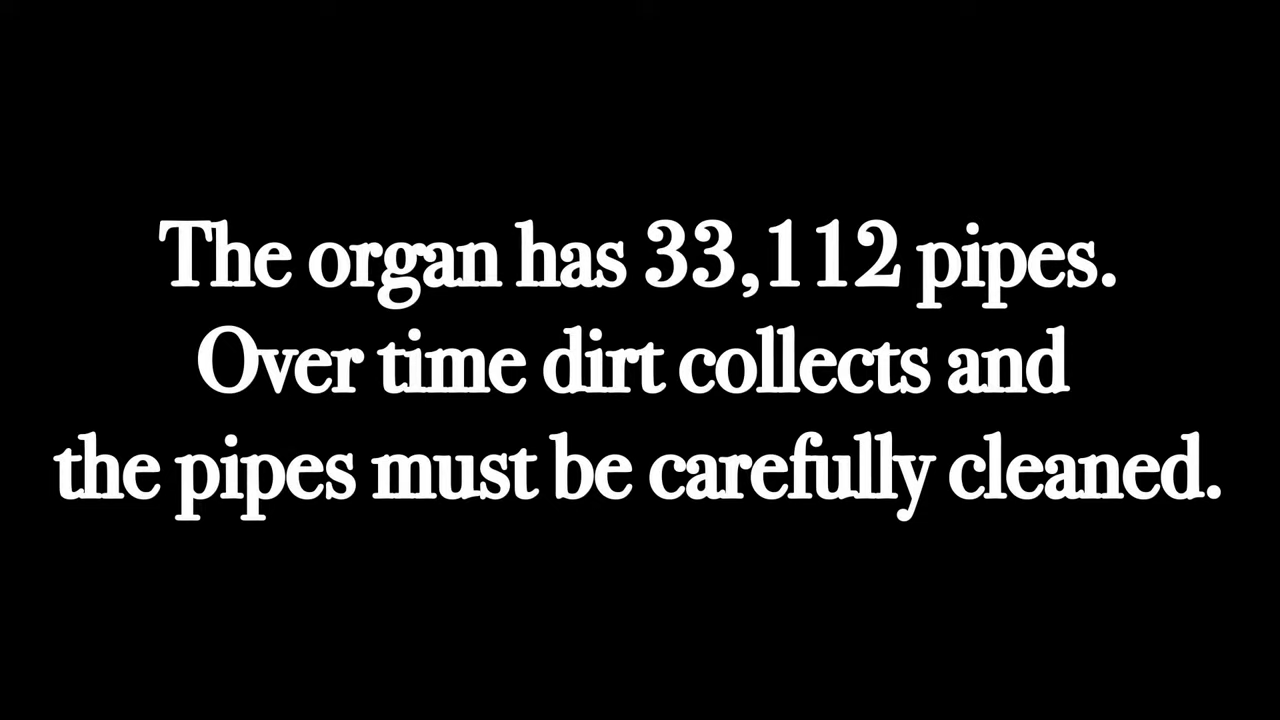 The organ has 33,112 pipes.
Over time dirt collects and
the pipes must be carefully cleaned.